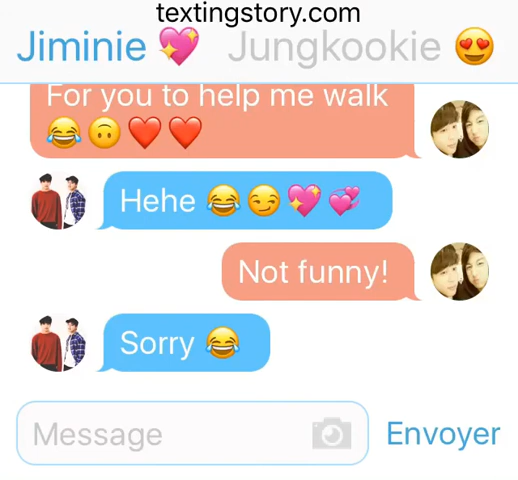 textingstory.com
Jiminie 💖 Jungkookie 😍
For you to help me walk
😂🙃❤️❤️
Hehe 😂😏💖💞
Not funny!
Sorry 😂
Message
Envoyer